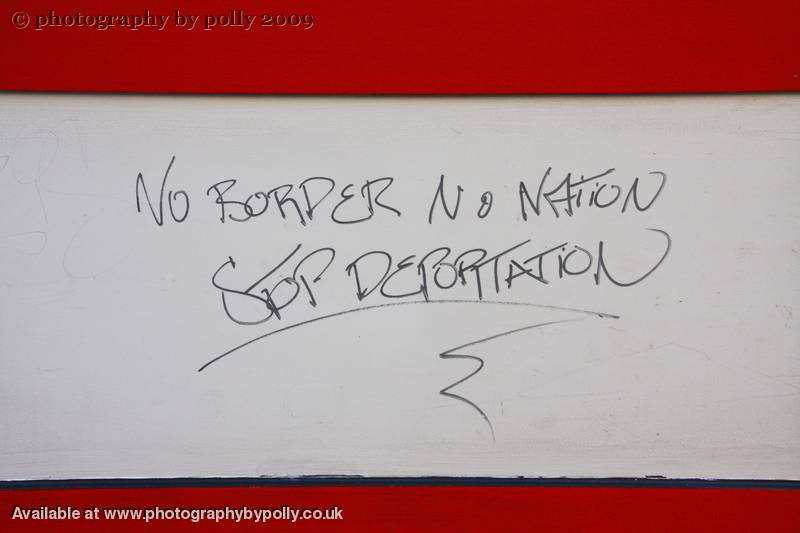 © photography by polly 2009
NO BORDER NO NATION
STOP DEPORTATION
Available at www.photographybypolly.co.uk